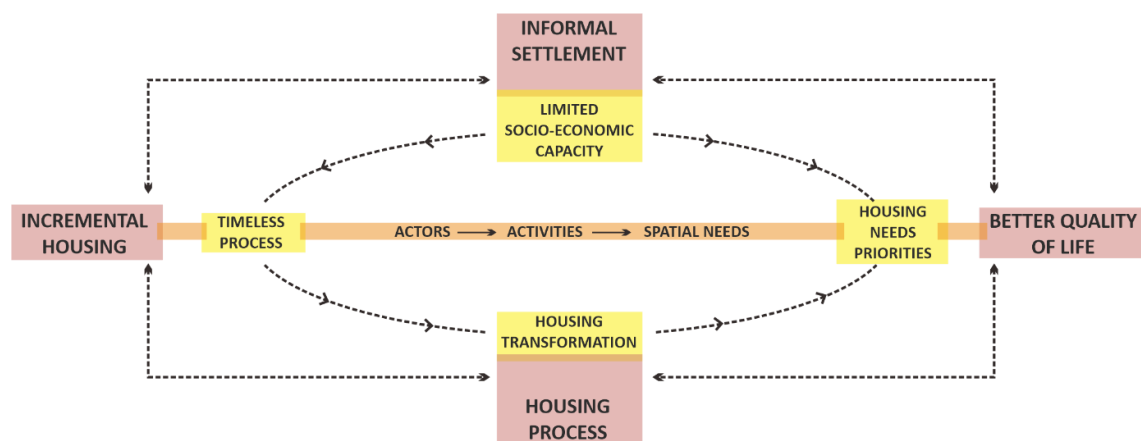 INFORMAL
SETTLEMENT
LIMITED
SOCIO-ECONOMIC
CAPACITY
INCREMENTAL
HOUSING
TIMELESS
PROCESS
ACTORS
ACTIVITIES
SPATIAL NEEDS
HOUSING
NEEDS
PRIORITIES
BETTER QUALITY
OF LIFE
HOUSING
TRANSFORMATION
HOUSING
PROCESS